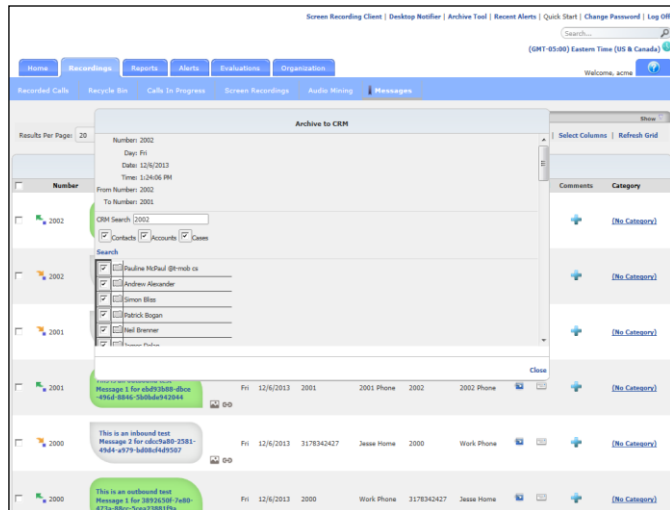 Screen Recording Client | Desktop Notifier | Archive Tool | Recent Alerts | Quick Start | Change Password | Log Off
Search...
(GMT-05:00) Eastern Time (US & Canada)
Home Recordings Reports Alerts Evaluations Organization
Welcome, acme
Recorded Calls Recycle Bin Calls In Progress Screen Recordings Audio Mining Messages
Show
Archive to CRM
Results Per Page: 20 | Select Columns | Refresh Grid
Number: 2002
Day: Fri
Date: 12/6/2013
Time: 1:24:06 PM
From Number: 2002
To Number: 2001
Number Comments Category
CRM Search 2002
Contacts Accounts Cases
2002 [No Category]
Search
Pauline McPaul @t-mob cs
Andrew Alexander
2002 [No Category]
Simon Bliss
Patrick Bogan
Neil Brenner
2001 [No Category]
Close
This is an outbound test
Message 1 for ebd93b88-dbce
2001 Fri 12/6/2013 2001 2001 Phone 2002 2002 Phone [No Category]
This is an inbound test
Message 2 for cdcc9a80-2581-
49d4-a979-bd08cf4d9507
2000 Fri 12/6/2013 3178342427 Jesse Home 2000 Work Phone [No Category]
This is an outbound test
Message 1 for 3892650f-7e80-
2000 Fri 12/6/2013 2000 Work Phone 3178342427 Jesse Home [No Category]